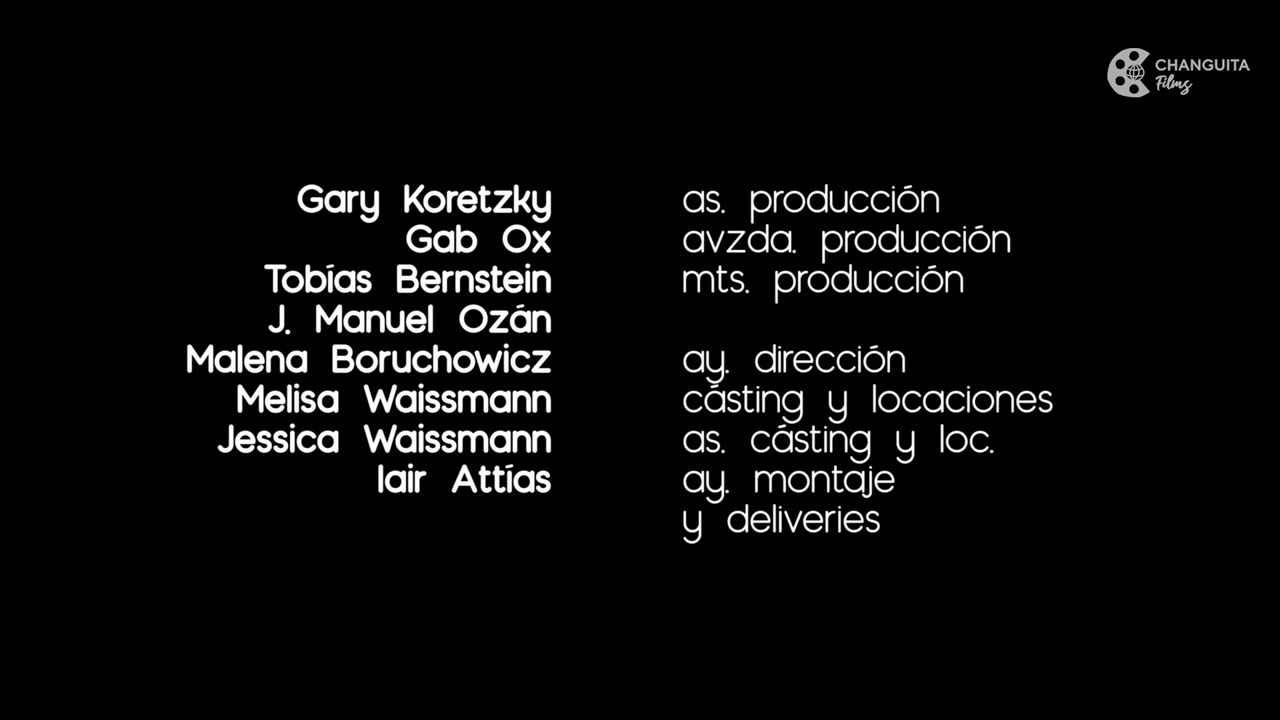 CHANGUITA
Films
Gary Koretzky as. producción
Gab Ox avzda. producción
Tobías Bernstein mts. producción
J. Manuel Ozán
Malena Boruchowicz ay. dirección
Melisa Waissmann cásting y locaciones
Jessica Waissmann as. cásting y loc.
Iair Attías ay. montaje
y deliveries